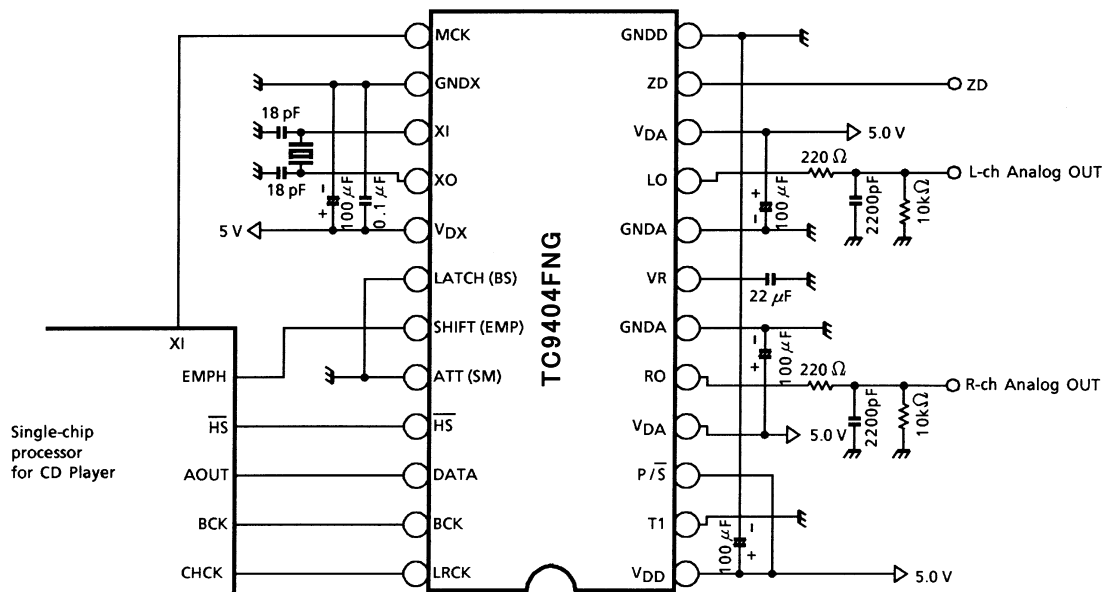 MCK
GNDX
18 pF
XI
18 pF
XO
-
+
100 μF
0.1 μF
5 V
VDX
LATCH (BS)
SHIFT (EMP)
ATT (SM)
HS
DATA
BCK
LRCK
TC9404FNG
GNDD
ZD
ZD
VDA
5.0 V
220 Ω
LO
L-ch Analog OUT
+
-
100 μF
2200pF
10kΩ
GNDA
VR
22 μF
GNDA
-
+
100 μF
220 Ω
RO
R-ch Analog OUT
2200pF
10kΩ
VDA
5.0 V
P/S
T1
100 μF
-
+
VDD
5.0 V
XI
EMPH
HS
Single-chip
processor
for CD Player
AOUT
BCK
CHCK